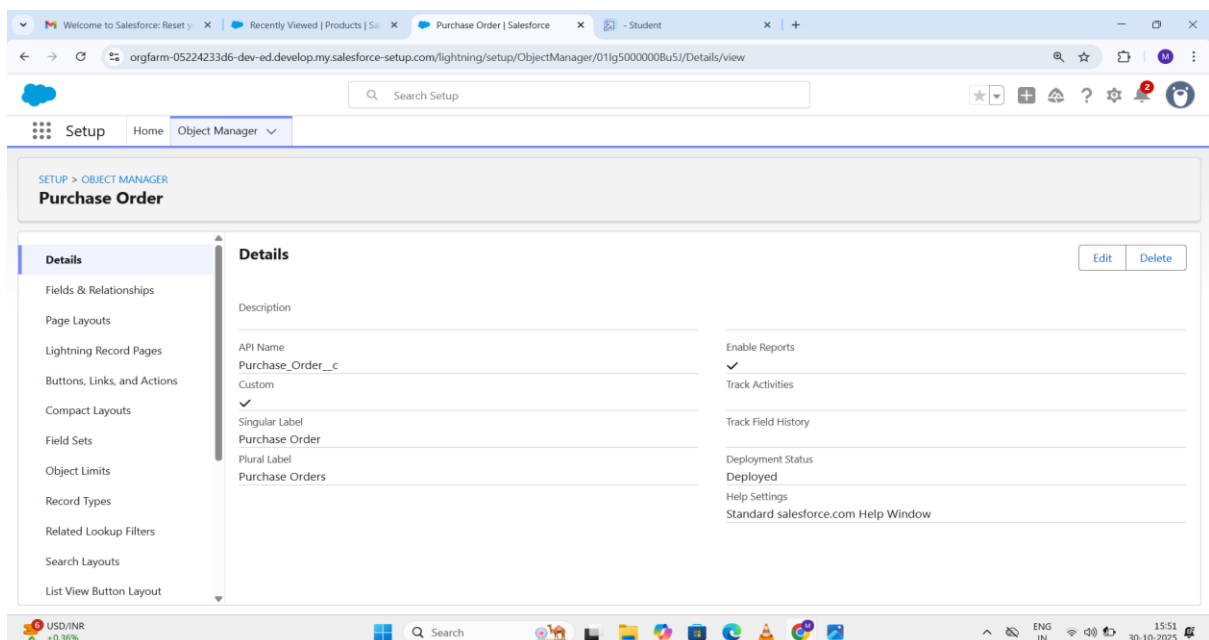 Welcome to Salesforce: Reset y
Recently Viewed | Products | Sa
Purchase Order | Salesforce
- Student
orgfarm-05224233d6-dev-ed.develop.my.salesforce-setup.com/lightning/setup/ObjectManager/01Ig5000000Bu5J/Details/view
M
Search Setup
2
Setup
Home
Object Manager
SETUP > OBJECT MANAGER
Purchase Order
Details
Fields & Relationships
Page Layouts
Lightning Record Pages
Buttons, Links, and Actions
Compact Layouts
Field Sets
Object Limits
Record Types
Related Lookup Filters
Search Layouts
List View Button Layout
Details
Edit
Delete
Description
API Name
Purchase_Order__c
Custom
Singular Label
Purchase Order
Plural Label
Purchase Orders
Enable Reports
Track Activities
Track Field History
Deployment Status
Deployed
Help Settings
Standard salesforce.com Help Window
6
USD/INR
+0.36%
Search
ENG
IN
15:51
30-10-2025